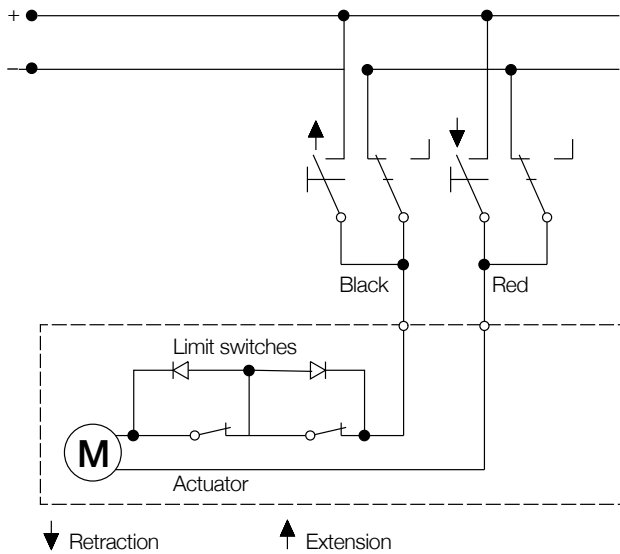 +
–
Black
Red
Limit switches
M
Actuator
Retraction
Extension